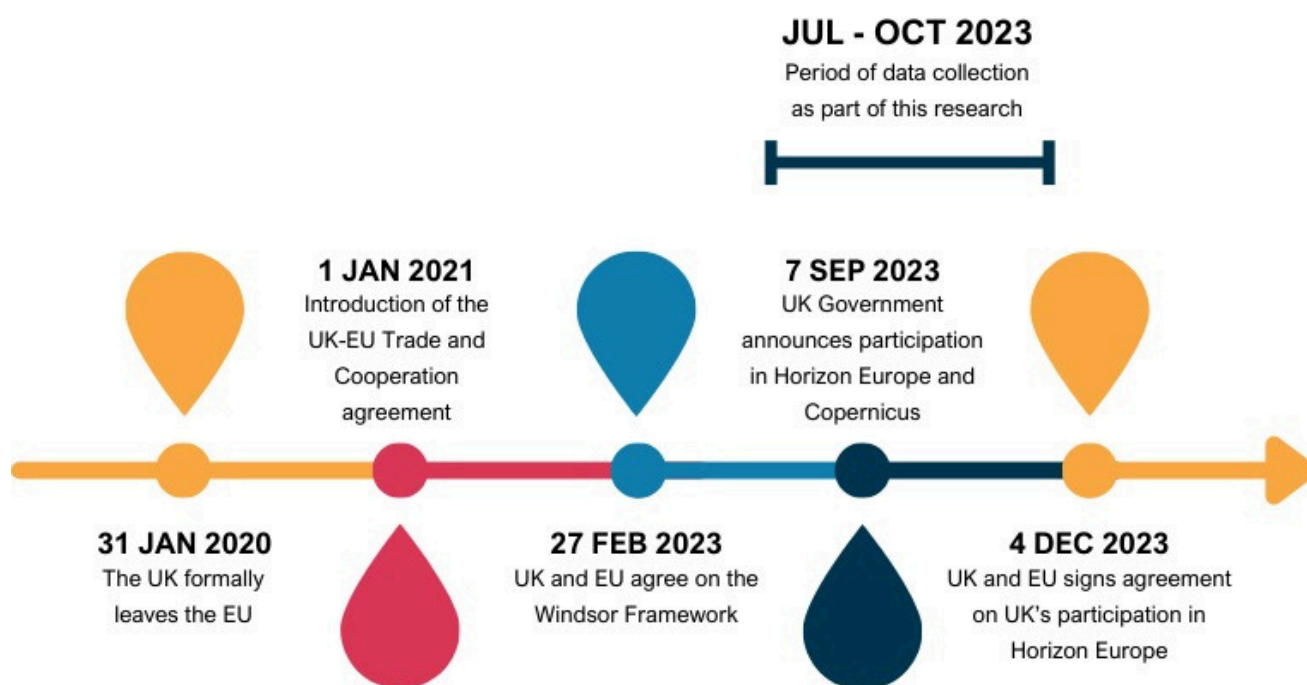 JUL - OCT 2023
Period of data collection
as part of this research
1 JAN 2021
Introduction of the
UK-EU Trade and
Cooperation
agreement
7 SEP 2023
UK Government
announces participation
in Horizon Europe and
Copernicus
31 JAN 2020
The UK formally
leaves the EU
27 FEB 2023
UK and EU agree on the
Windsor Framework
4 DEC 2023
UK and EU signs agreement
on UK's participation in
Horizon Europe